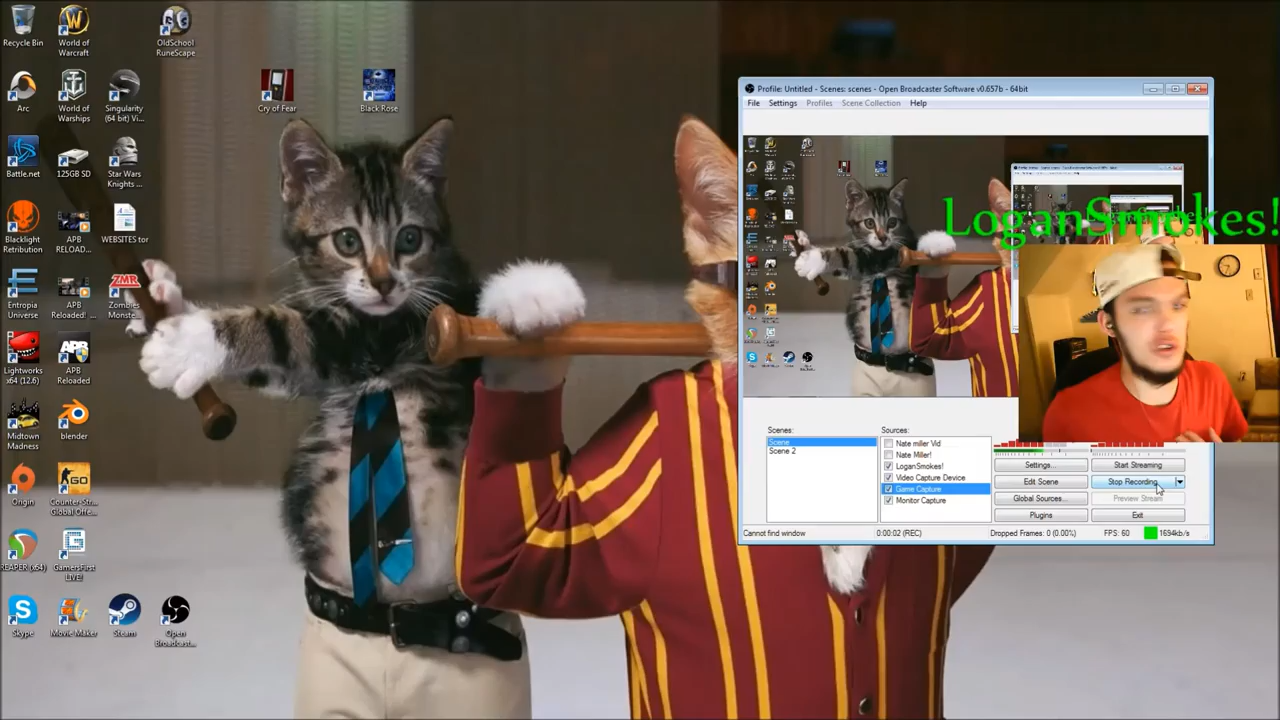 Recycle Bin
World of
Warcraft
OldSchool
RuneScape
Arc
World of
Warships
Singularity
(64 bit) Vi...
Cry of Fear
Black Rose
Battle.net
125GB SD
Star Wars
Knights ...
Blacklight
Retribution
APB
RELOAD...
WEBSITES tor
Entropia
Universe
APB
Reloaded! ...
ZMR
Zombies
Monste...
Lightworks
x64 (12.6)
APB
Reloaded
Midtown
Madness
blender
Origin
GO
Counter-Str...
Global Offe...
REAPER (x64)
GamersFirst
LIVE!
Skype
Movie Maker
Steam
Open
Broadcast...
Profile: Untitled - Scenes: scenes - Open Broadcaster Software v0.657b - 64bit
File Settings Profiles Scene Collection Help
LoganSmokes!
Scenes:
Scene
Scene 2
Sources:
Nate miller Vid
Nate Miller!
LoganSmokes!
Video Capture Device
Game Capture
Monitor Capture
Settings...
Start Streaming
Edit Scene
Stop Recording
Global Sources...
Preview Stream
Plugins
Exit
Cannot find window
0:00:02 (REC)
Dropped Frames: 0 (0.00%)
FPS: 60
1694kb/s